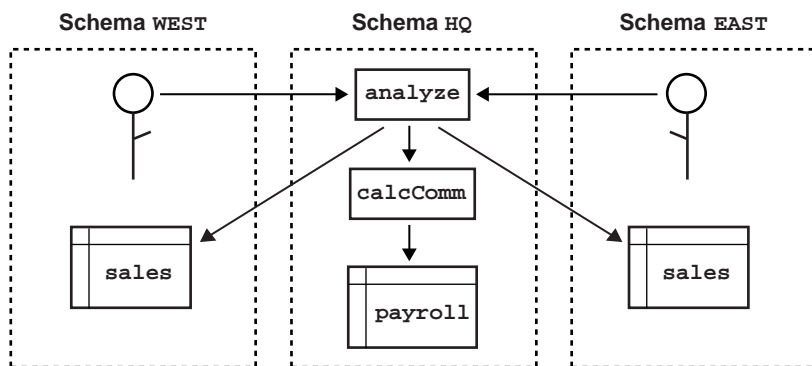 Schema WEST Schema HQ Schema EAST
analyze
calcComm
sales sales
payroll